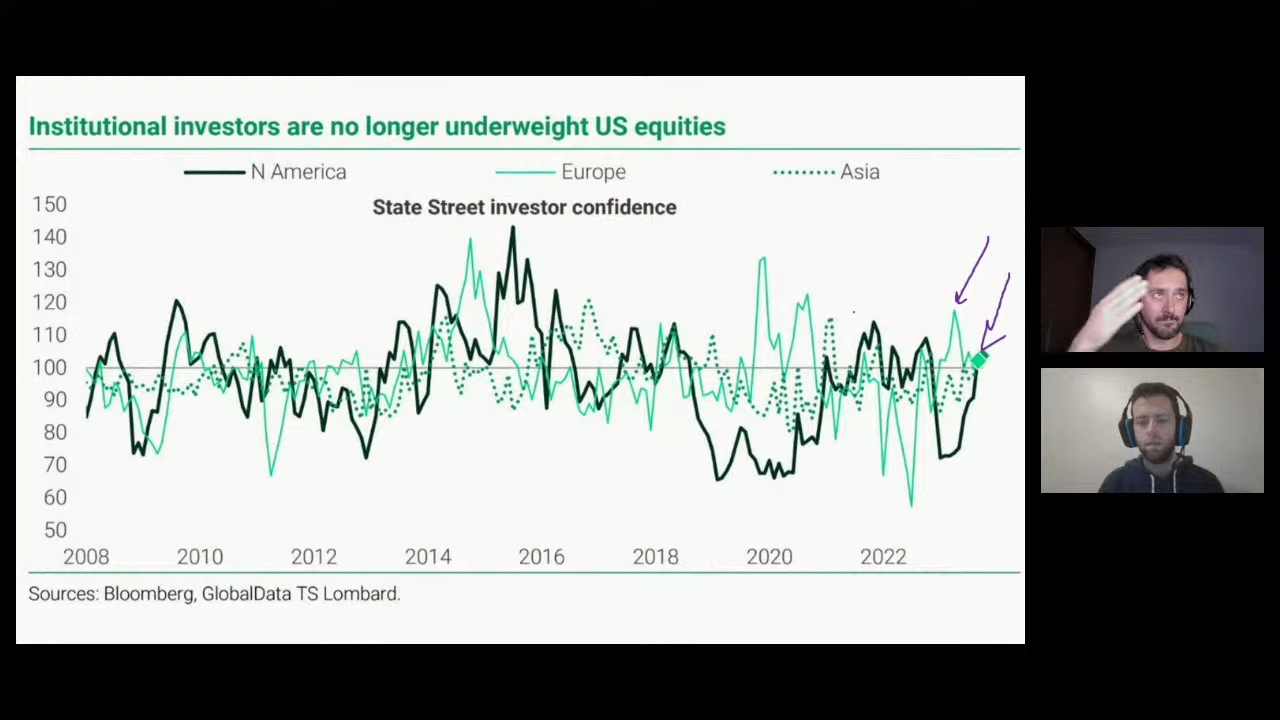 Institutional investors are no longer underweight US equities
N America Europe Asia
State Street investor confidence
150
140
130
120
110
100
90
80
70
60
50
2008 2010 2012 2014 2016 2018 2020 2022
Sources: Bloomberg, GlobalData TS Lombard.